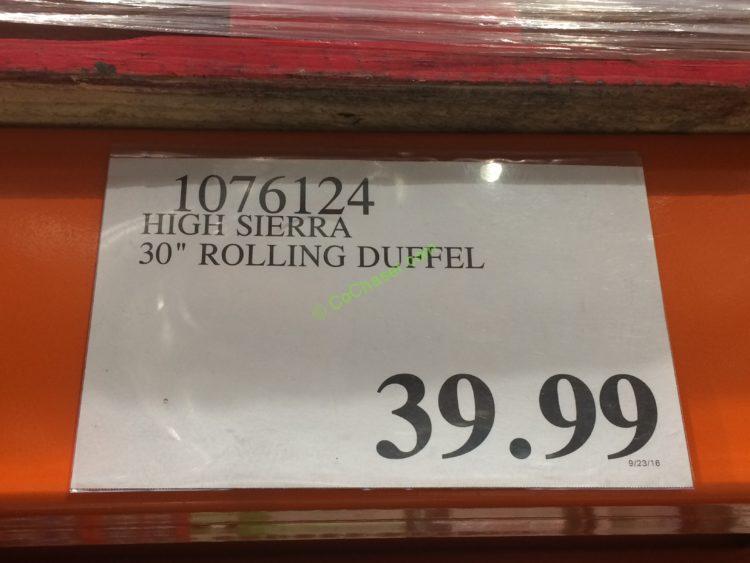 1076124
HIGH SIERRA
30" ROLLING DUFFEL
© CoChaser.com
39.99
9/23/16